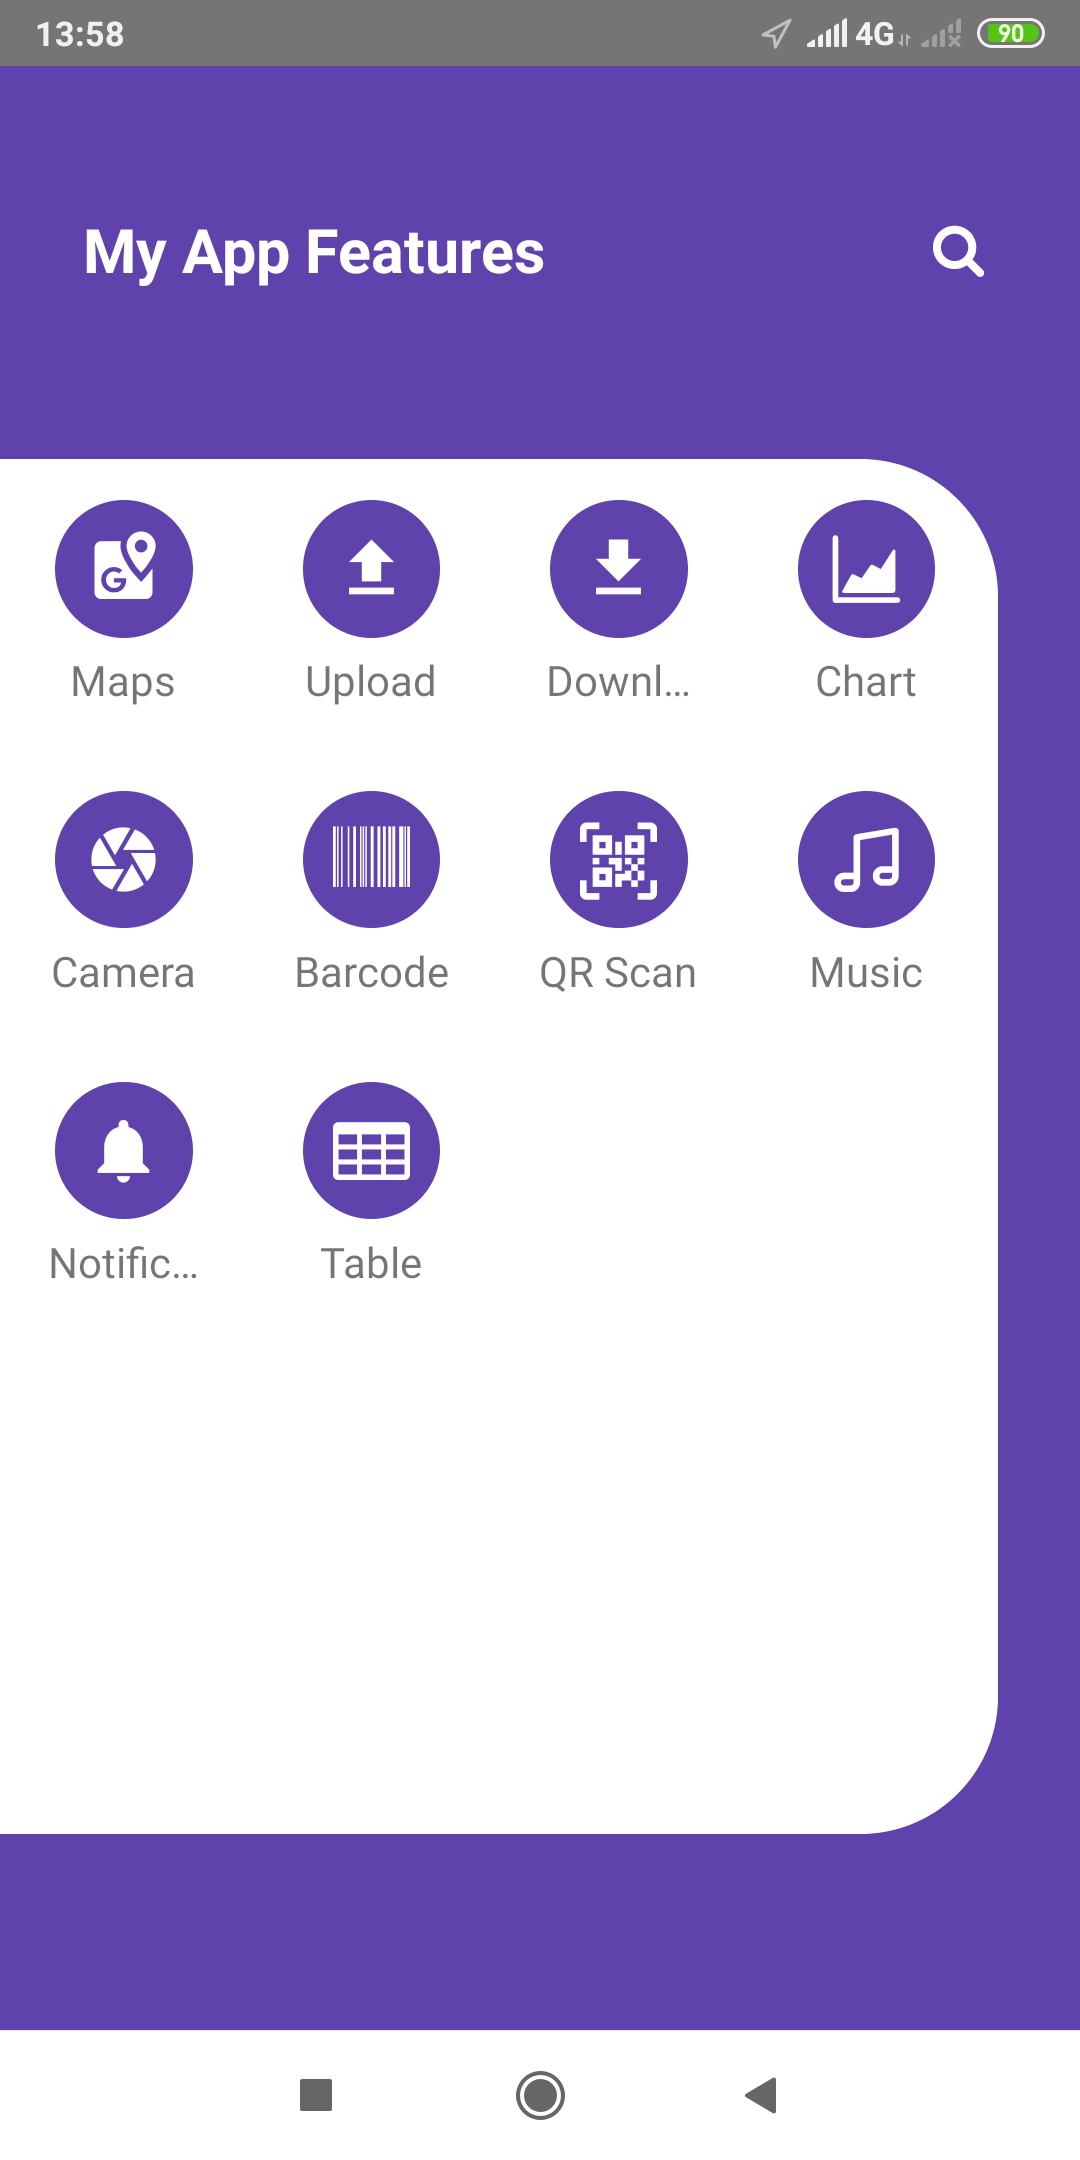 13:58 4G 90
My App Features
Maps Upload Downl... Chart
Camera Barcode QR Scan Music
Notific... Table